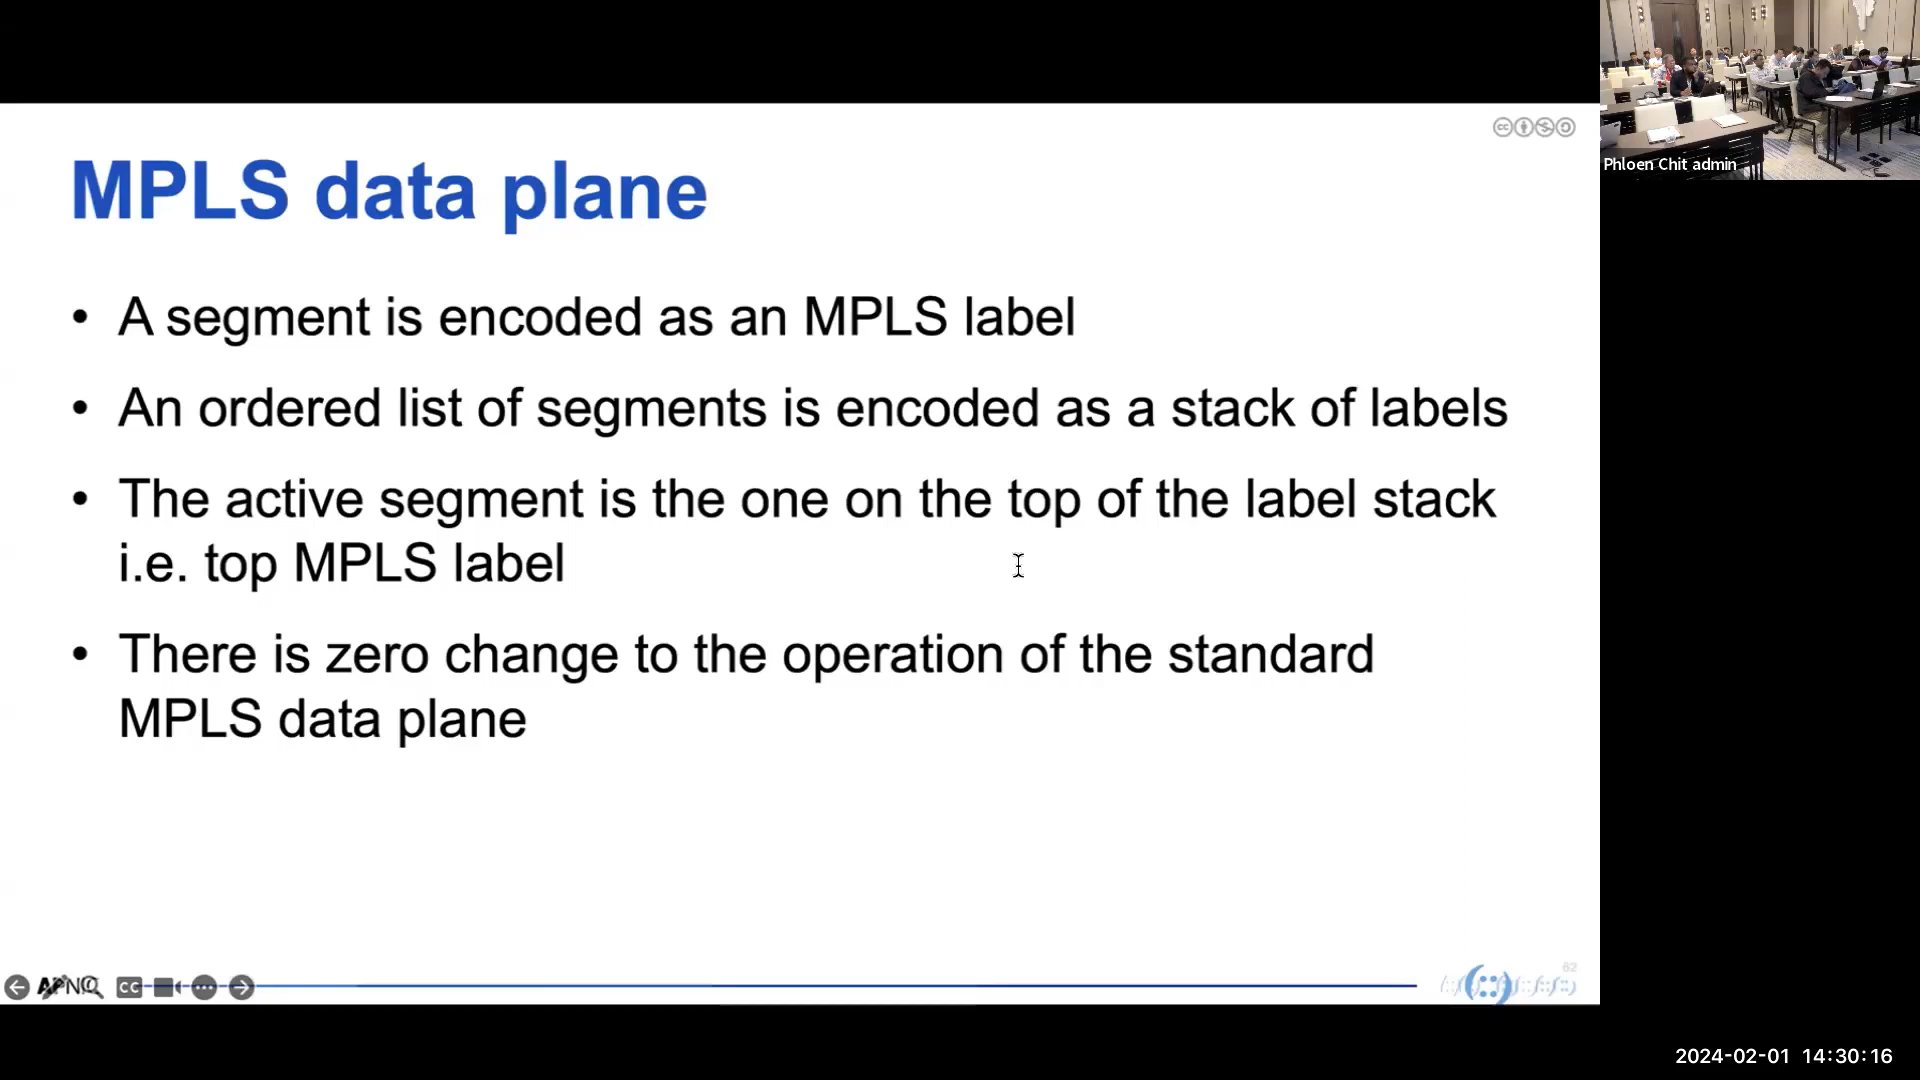 MPLS data plane
• A segment is encoded as an MPLS label
• An ordered list of segments is encoded as a stack of labels
• The active segment is the one on the top of the label stack
i.e. top MPLS label
• There is zero change to the operation of the standard
MPLS data plane
Phloen Chit admin
APNIC
CC
62
2024-02-01 14:30:16